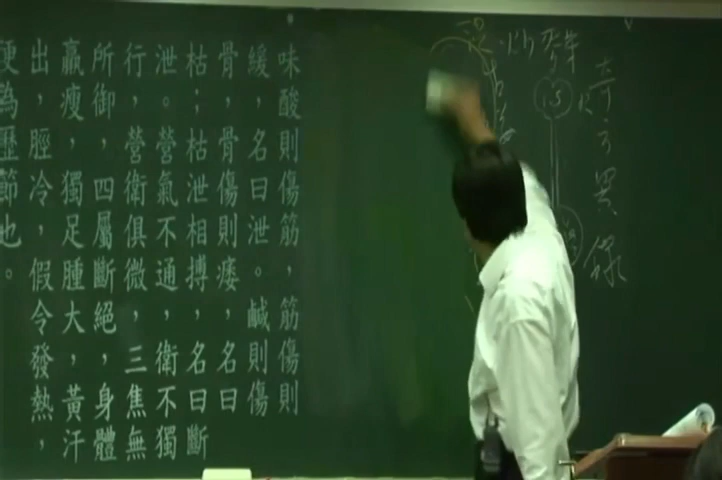 味酸則傷筋，筋傷則
緩，名曰泄。鹹則傷
骨，骨傷則痿，名曰
枯；枯泄相搏，名曰斷
泄。營氣不通，衛不獨
行，營衛俱微，三焦無
所御，四屬斷絕，身體
羸瘦，獨足腫大，黃汗
出，脛冷，假令發熱，
便為歷節也。